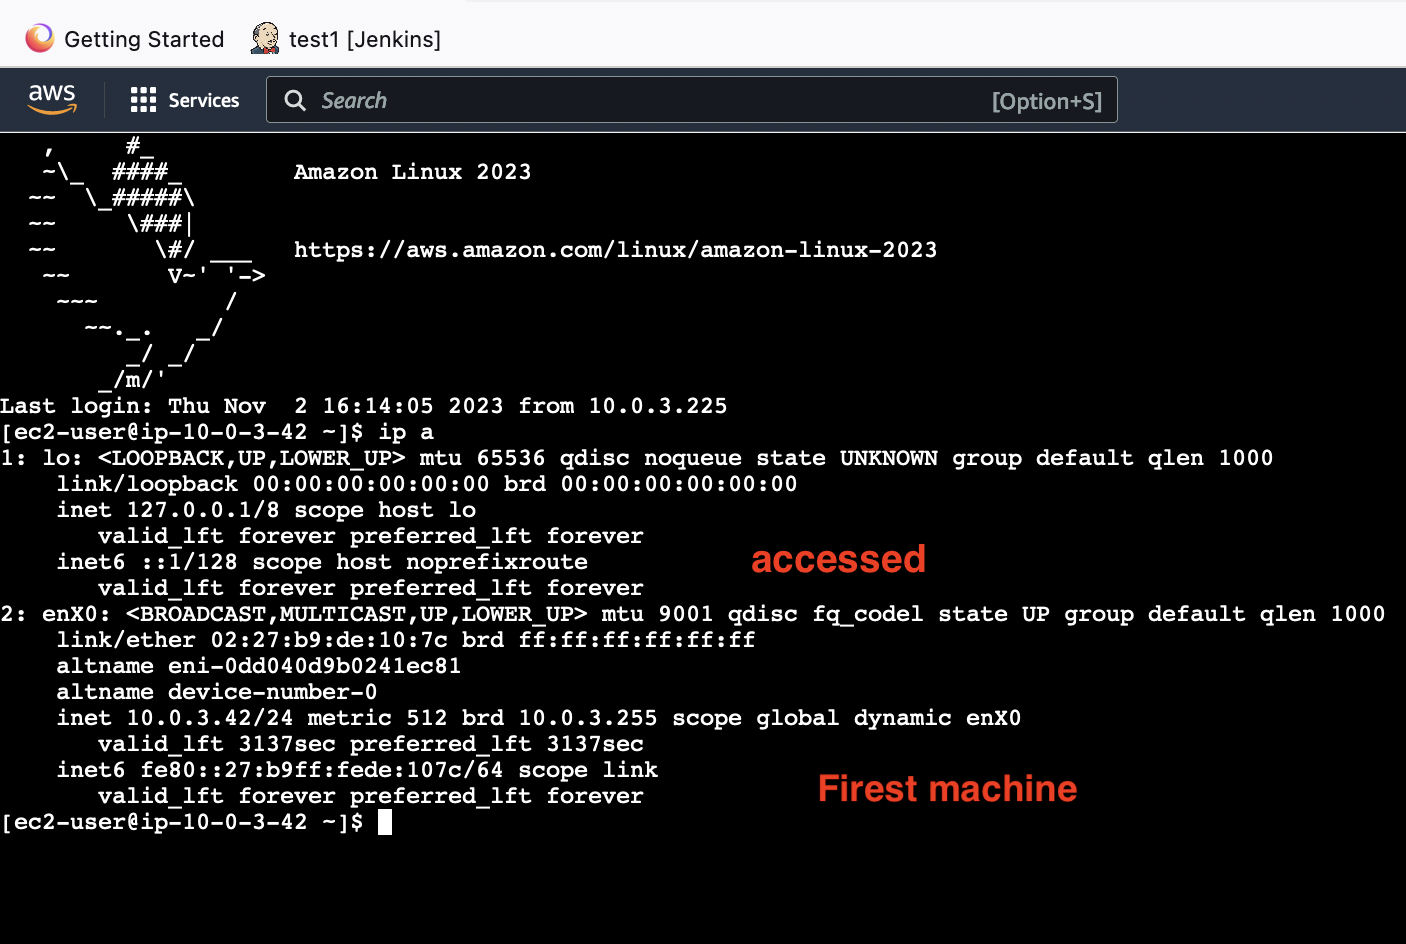 Getting Started test1 [Jenkins]
aws Services Search [Option+S]
   ,     #_
   ~\_  ####_        Amazon Linux 2023
  ~~  \_#####\
  ~~     \###|
  ~~       \#/ ___   https://aws.amazon.com/linux/amazon-linux-2023
   ~~       V~' '->
    ~~~         /
      ~~._.   _/
         _/ _/
       _/m/'
Last login: Thu Nov  2 16:14:05 2023 from 10.0.3.225
[ec2-user@ip-10-0-3-42 ~]$ ip a
1: lo: <LOOPBACK,UP,LOWER_UP> mtu 65536 qdisc noqueue state UNKNOWN group default qlen 1000
    link/loopback 00:00:00:00:00:00 brd 00:00:00:00:00:00
    inet 127.0.0.1/8 scope host lo
       valid_lft forever preferred_lft forever
accessed
    inet6 ::1/128 scope host noprefixroute
       valid_lft forever preferred_lft forever
2: enX0: <BROADCAST,MULTICAST,UP,LOWER_UP> mtu 9001 qdisc fq_codel state UP group default qlen 1000
    link/ether 02:27:b9:de:10:7c brd ff:ff:ff:ff:ff:ff
    altname eni-0dd040d9b0241ec81
    altname device-number-0
    inet 10.0.3.42/24 metric 512 brd 10.0.3.255 scope global dynamic enX0
       valid_lft 3137sec preferred_lft 3137sec
    inet6 fe80::27:b9ff:fede:107c/64 scope link
Firest machine
       valid_lft forever preferred_lft forever
[ec2-user@ip-10-0-3-42 ~]$